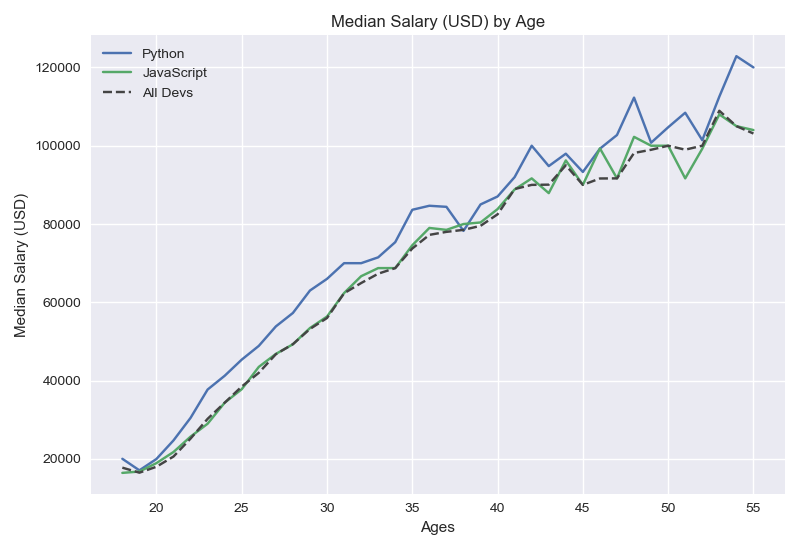 Median Salary (USD) by Age
Python
JavaScript
All Devs
120000
100000
80000
60000
40000
20000
Median Salary (USD)
20 25 30 35 40 45 50 55
Ages